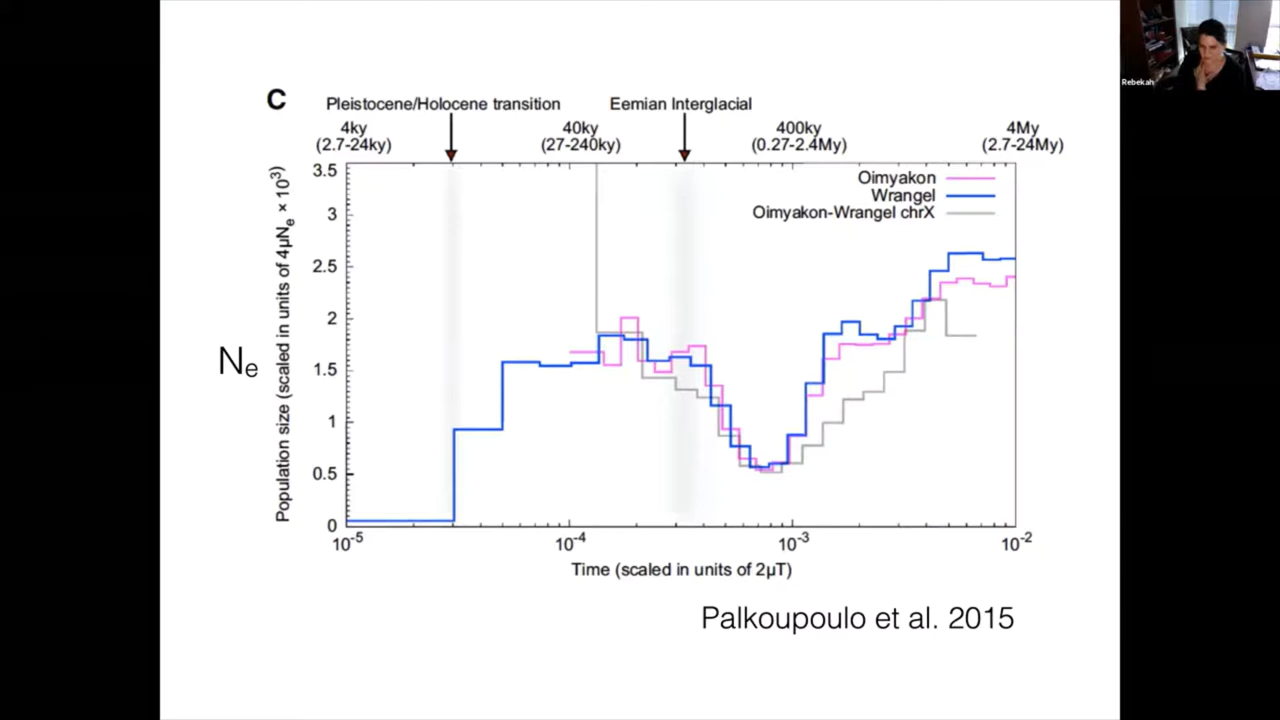 Rebekah
C
Pleistocene/Holocene transition
Eemian Interglacial
4ky
(2.7-24ky)
40ky
(27-240ky)
400ky
(0.27-2.4My)
4My
(2.7-24My)
Population size (scaled in units of 4μNₑ × 10³)
3.5
3
2.5
2
1.5
1
0.5
0
Oimyakon
Wrangel
Oimyakon-Wrangel chrX
Nₑ
10⁻⁵
10⁻⁴
10⁻³
10⁻²
Time (scaled in units of 2μT)
Palkoupoulo et al. 2015